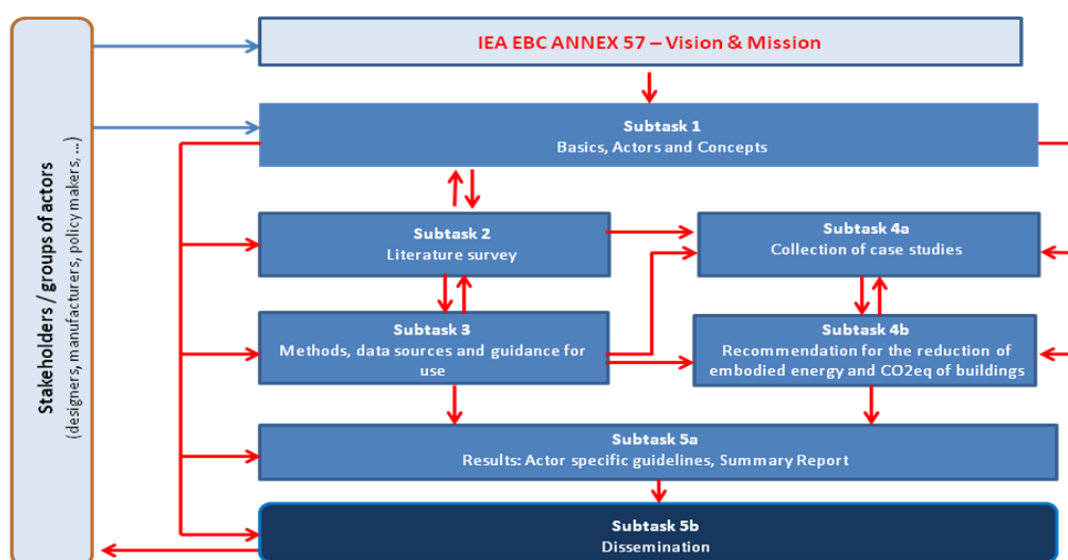 Stakeholders / groups of actors
(designers, manufacturers, policy makers, ...)
IEA EBC ANNEX 57 – Vision & Mission
Subtask 1
Basics, Actors and Concepts
Subtask 2
Literature survey
Subtask 4a
Collection of case studies
Subtask 3
Methods, data sources and guidance for
use
Subtask 4b
Recommendation for the reduction of
embodied energy and CO2eq of buildings
Subtask 5a
Results: Actor specific guidelines, Summary Report
Subtask 5b
Dissemination